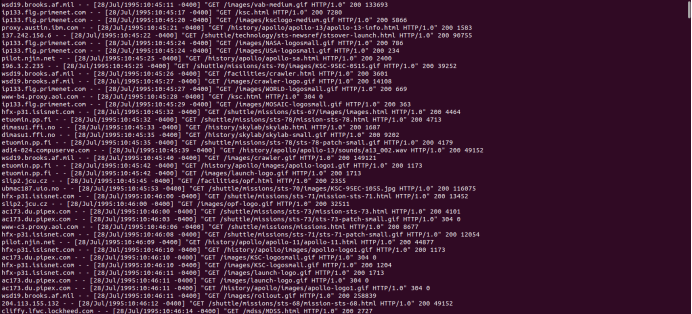 wsd19.brooks.af.mil - - [28/Jul/1995:10:45:11 -0400] "GET /images/vab-medium.gif HTTP/1.0" 200 133693
ip133.flg.primenet.com - - [28/Jul/1995:10:45:17 -0400] "GET /ksc.html HTTP/1.0" 200 7280
ip133.flg.primenet.com - - [28/Jul/1995:10:45:20 -0400] "GET /images/ksclogo-medium.gif HTTP/1.0" 200 5866
proxy.austin.ibm.com - - [28/Jul/1995:10:45:21 -0400] "GET /history/apollo/apollo-13/apollo-13-info.html HTTP/1.0" 200 1583
137.242.156.6 - - [28/Jul/1995:10:45:22 -0400] "GET /shuttle/technology/sts-newsref/stsover-launch.html HTTP/1.0" 200 90755
ip133.flg.primenet.com - - [28/Jul/1995:10:45:24 -0400] "GET /images/NASA-logosmall.gif HTTP/1.0" 200 786
ip133.flg.primenet.com - - [28/Jul/1995:10:45:25 -0400] "GET /images/USA-logosmall.gif HTTP/1.0" 200 234
pilot.njin.net - - [28/Jul/1995:10:45:25 -0400] "GET /history/apollo/apollo-sa.html HTTP/1.0" 200 2400
196.3.2.235 - - [28/Jul/1995:10:45:25 -0400] "GET /shuttle/missions/sts-70/images/KSC-95EC-0515.gif HTTP/1.0" 200 39252
wsd19.brooks.af.mil - - [28/Jul/1995:10:45:26 -0400] "GET /facilities/crawler.html HTTP/1.0" 200 3601
wsd19.brooks.af.mil - - [28/Jul/1995:10:45:27 -0400] "GET /images/crawler-logo.gif HTTP/1.0" 200 14108
ip133.flg.primenet.com - - [28/Jul/1995:10:45:27 -0400] "GET /images/WORLD-logosmall.gif HTTP/1.0" 200 669
www-b4.proxy.aol.com - - [28/Jul/1995:10:45:28 -0400] "GET /ksc.html HTTP/1.0" 304 0
ip133.flg.primenet.com - - [28/Jul/1995:10:45:29 -0400] "GET /images/MOSAIC-logosmall.gif HTTP/1.0" 200 363
hfx-p31.isisnet.com - - [28/Jul/1995:10:45:32 -0400] "GET /shuttle/missions/sts-67/images/images.html HTTP/1.0" 200 4464
etuomin.pp.fi - - [28/Jul/1995:10:45:33 -0400] "GET /shuttle/missions/sts-78/mission-sts-78.html HTTP/1.0" 200 4713
dimasu1.ffi.no - - [28/Jul/1995:10:45:33 -0400] "GET /history/skylab/skylab.html HTTP/1.0" 200 1687
dimasu1.ffi.no - - [28/Jul/1995:10:45:35 -0400] "GET /history/skylab/skylab-small.gif HTTP/1.0" 200 9202
etuomin.pp.fi - - [28/Jul/1995:10:45:38 -0400] "GET /shuttle/missions/sts-78/sts-78-patch-small.gif HTTP/1.0" 200 4179
ad14-024.compuserve.com - - [28/Jul/1995:10:45:39 -0400] "GET /history/apollo/apollo-13/sounds/a13_002.wav HTTP/1.0" 200 49152
wsd19.brooks.af.mil - - [28/Jul/1995:10:45:40 -0400] "GET /images/crawler.gif HTTP/1.0" 200 149121
etuomin.pp.fi - - [28/Jul/1995:10:45:42 -0400] "GET /history/apollo/images/apollo-logo1.gif HTTP/1.0" 200 1173
etuomin.pp.fi - - [28/Jul/1995:10:45:42 -0400] "GET /images/launch-logo.gif HTTP/1.0" 200 1713
slip2.jcu.cz - - [28/Jul/1995:10:45:45 -0400] "GET /facilities/opf.html HTTP/1.0" 200 2355
ubmac187.uio.no - - [28/Jul/1995:10:45:53 -0400] "GET /shuttle/missions/sts-70/images/KSC-95EC-1055.jpg HTTP/1.0" 200 116075
hfx-p31.isisnet.com - - [28/Jul/1995:10:46:00 -0400] "GET /shuttle/missions/sts-71/mission-sts-71.html HTTP/1.0" 200 13452
slip2.jcu.cz - - [28/Jul/1995:10:46:00 -0400] "GET /images/opf-logo.gif HTTP/1.0" 200 32511
ac173.du.pipex.com - - [28/Jul/1995:10:46:00 -0400] "GET /shuttle/missions/sts-73/mission-sts-73.html HTTP/1.0" 200 4101
ac173.du.pipex.com - - [28/Jul/1995:10:46:03 -0400] "GET /shuttle/missions/sts-73/sts-73-patch-small.gif HTTP/1.0" 304 0
www-c3.proxy.aol.com - - [28/Jul/1995:10:46:06 -0400] "GET /shuttle/missions/missions.html HTTP/1.0" 200 8677
hfx-p31.isisnet.com - - [28/Jul/1995:10:46:08 -0400] "GET /shuttle/missions/sts-71/sts-71-patch-small.gif HTTP/1.0" 200 12054
pilot.njin.net - - [28/Jul/1995:10:46:09 -0400] "GET /history/apollo/apollo-11/apollo-11.html HTTP/1.0" 200 44877
hfx-p31.isisnet.com - - [28/Jul/1995:10:46:10 -0400] "GET /history/apollo/images/apollo-logo1.gif HTTP/1.0" 200 1173
ac173.du.pipex.com - - [28/Jul/1995:10:46:10 -0400] "GET /images/KSC-logosmall.gif HTTP/1.0" 304 0
hfx-p31.isisnet.com - - [28/Jul/1995:10:46:10 -0400] "GET /images/KSC-logosmall.gif HTTP/1.0" 200 1204
hfx-p31.isisnet.com - - [28/Jul/1995:10:46:11 -0400] "GET /images/launch-logo.gif HTTP/1.0" 200 1713
ac173.du.pipex.com - - [28/Jul/1995:10:46:11 -0400] "GET /images/launch-logo.gif HTTP/1.0" 304 0
ac173.du.pipex.com - - [28/Jul/1995:10:46:11 -0400] "GET /history/apollo/images/apollo-logo1.gif HTTP/1.0" 304 0
wsd19.brooks.af.mil - - [28/Jul/1995:10:46:11 -0400] "GET /images/rollout.gif HTTP/1.0" 200 258839
204.113.155.132 - - [28/Jul/1995:10:46:12 -0400] "GET /shuttle/missions/sts-68/mission-sts-68.html HTTP/1.0" 200 49152
cliffy.lfwc.lockheed.com - - [28/Jul/1995:10:46:14 -0400] "GET /mdss/MDSS.html HTTP/1.0" 200 2727